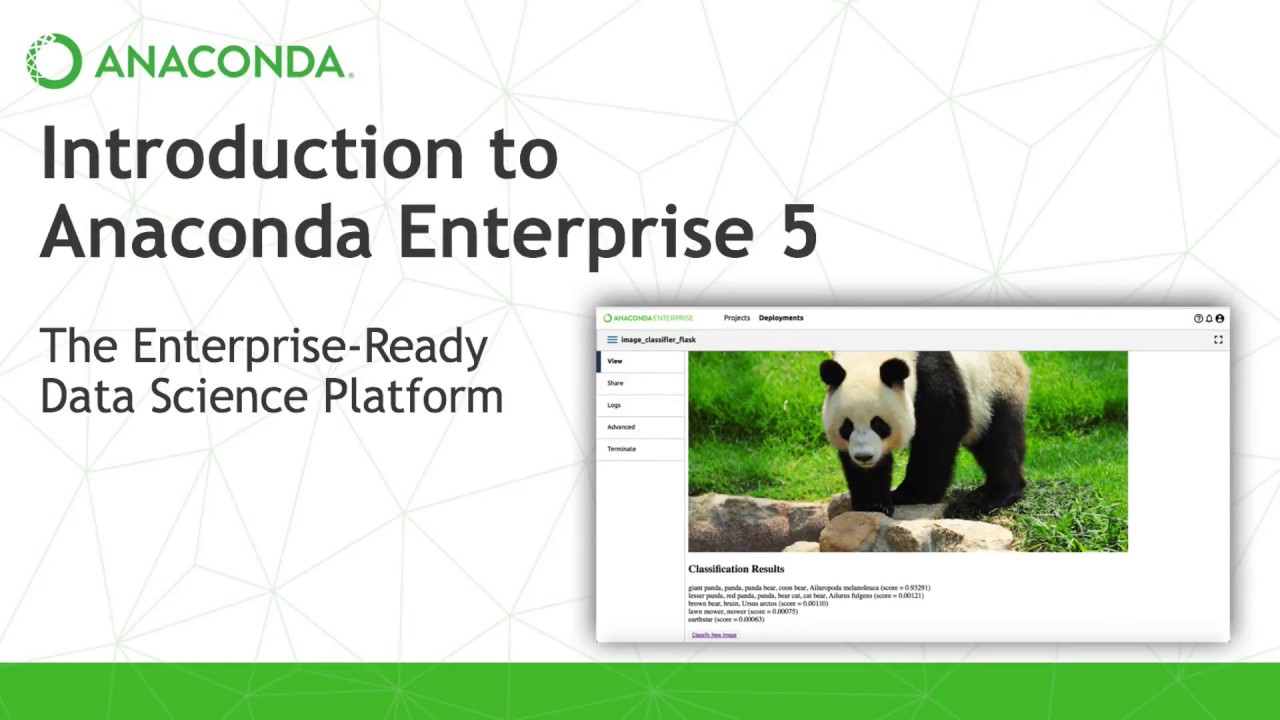 ANACONDA®
Introduction to
Anaconda Enterprise 5
The Enterprise-Ready
Data Science Platform
ANACONDA ENTERPRISE
Projects Deployments
image_classifier_flask
View
Share
Logs
Advanced
Terminate
Classification Results
giant panda, panda, panda bear, coon bear, Ailuropoda melanoleuca (score = 0.93291)
lesser panda, red panda, panda, bear cat, cat bear, Ailurus fulgens (score = 0.00121)
brown bear, bruin, Ursus arctos (score = 0.00110)
lawn mower, mower (score = 0.00075)
earthstar (score = 0.00063)
Classify New Image